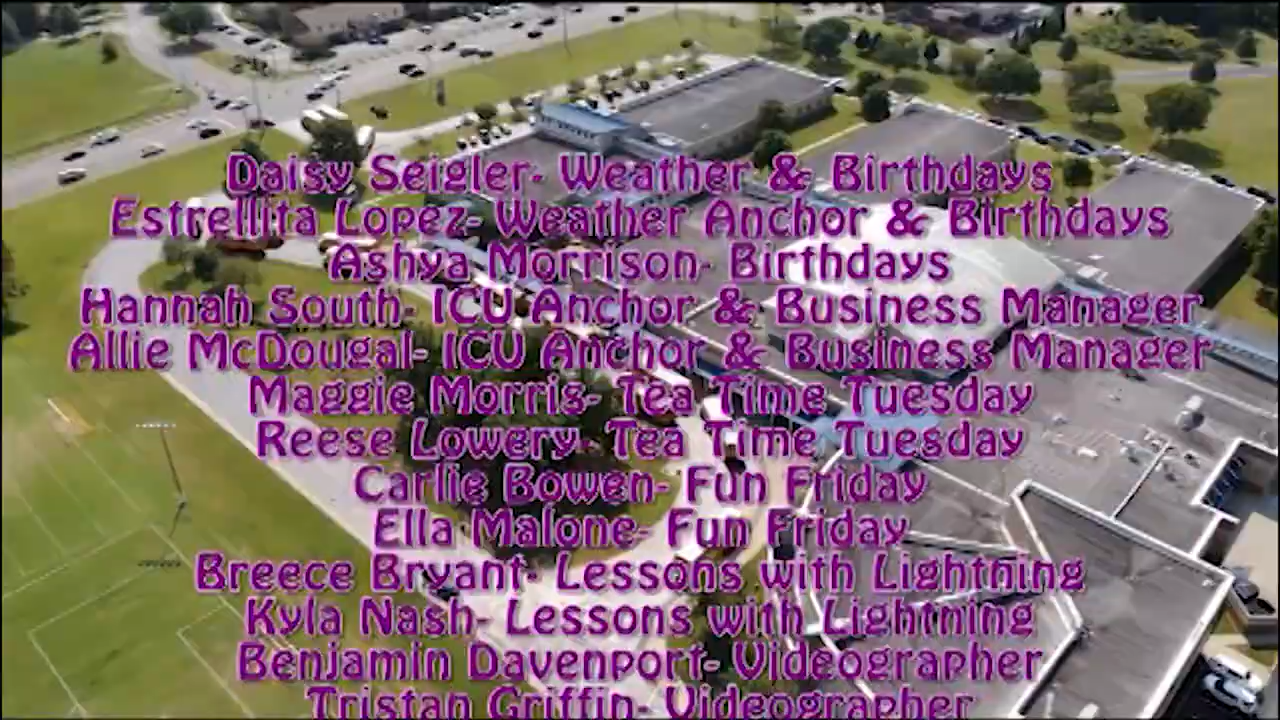 Daisy Seigler- Weather & Birthdays
Estrellita Lopez- Weather Anchor & Birthdays
Ashya Morrison- Birthdays
Hannah South- ICU Anchor & Business Manager
Allie McDougal- ICU Anchor & Business Manager
Maggie Morris- Tea Time Tuesday
Reese Lowery- Tea Time Tuesday
Carlie Bowen- Fun Friday
Ella Malone- Fun Friday
Breece Bryant- Lessons with Lightning
Kyla Nash- Lessons with Lightning
Benjamin Davenport- Videographer
Tristan Griffin- Videographer